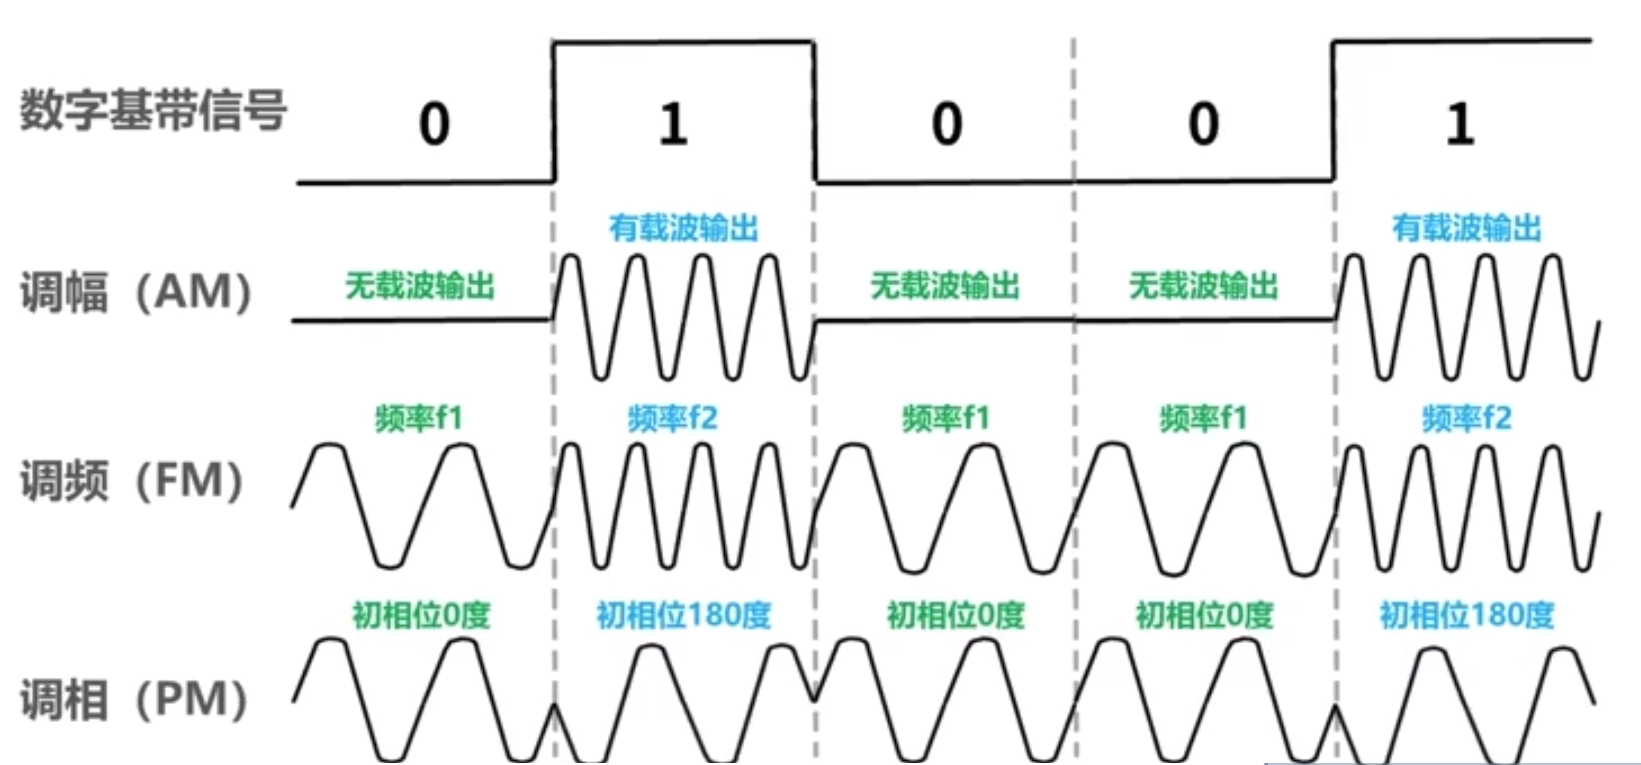 数字基带信号
0 1 0 0 1
有载波输出 有载波输出
调幅（AM） 无载波输出 无载波输出 无载波输出
频率f1 频率f2 频率f1 频率f1 频率f2
调频（FM）
初相位0度 初相位180度 初相位0度 初相位0度 初相位180度
调相（PM）